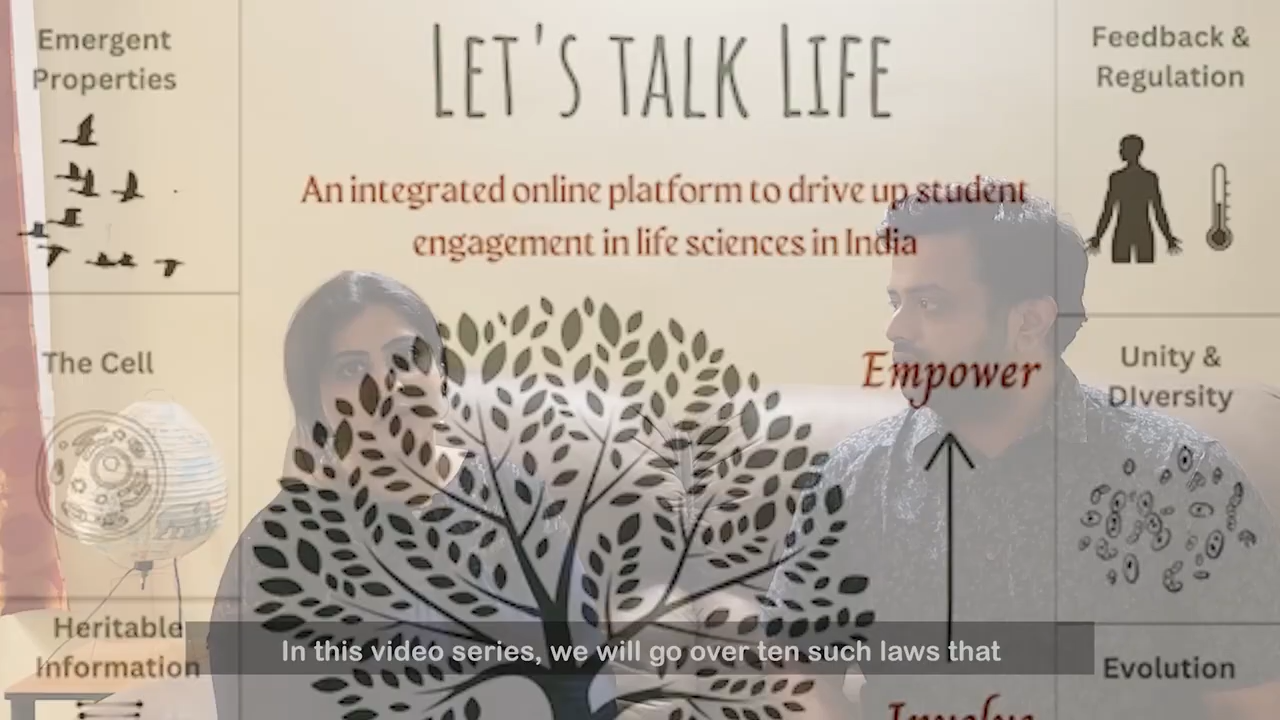 Emergent
Properties
LET'S TALK LIFE
An integrated online platform to drive up student
engagement in life sciences in India
Feedback &
Regulation
The Cell
Empower
Unity &
DIversity
Heritable
Information
In this video series, we will go over ten such laws that
Evolution
Involve